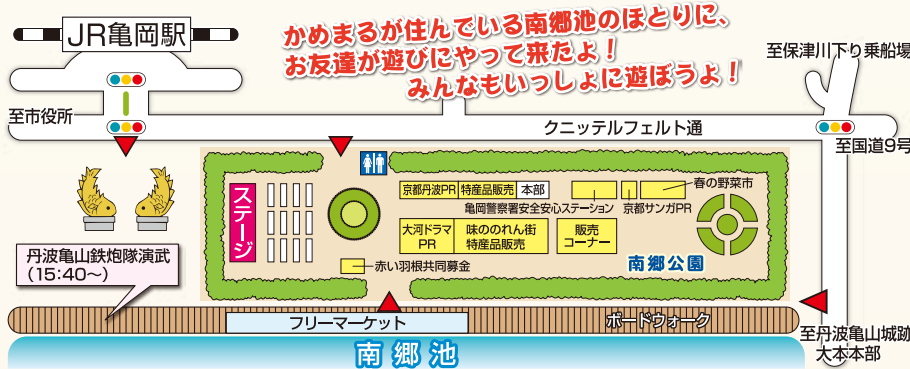 JR亀岡駅
かめまるが住んでいる南郷池のほとりに、
お友達が遊びにやって来たよ!
みんなもいっしょに遊ぼうよ!
至保津川下り乗船場
至市役所
クニッテルフェルト通
至国道9号
ステージ
京都丹波PR
特産品販売
本部
亀岡警察署安全安心ステーション
京都サンガPR
春の野菜市
大河ドラマ
PR
味ののれん街
特産品販売
販売
コーナー
南郷公園
赤い羽根共同募金
丹波亀山鉄炮隊演武
(15:40〜)
フリーマーケット
ボードウォーク
南郷池
至丹波亀山城跡
大本本部